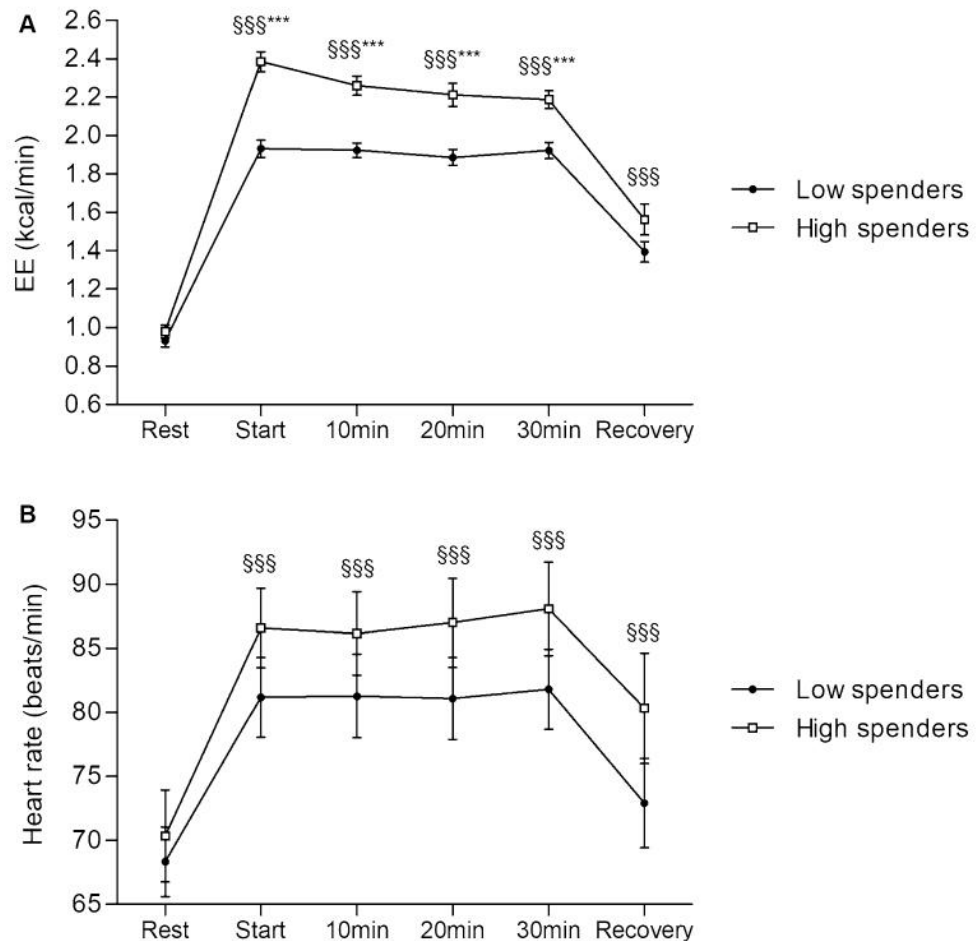 A
EE (kcal/min)
2.6
2.4
2.2
2.0
1.8
1.6
1.4
1.2
1.0
0.8
0.6
§§§***
§§§***
§§§***
§§§***
§§§
Rest Start 10min 20min 30min Recovery
Low spenders
High spenders
B
Heart rate (beats/min)
95
90
85
80
75
70
65
§§§
§§§
§§§
§§§
§§§
Rest Start 10min 20min 30min Recovery
Low spenders
High spenders